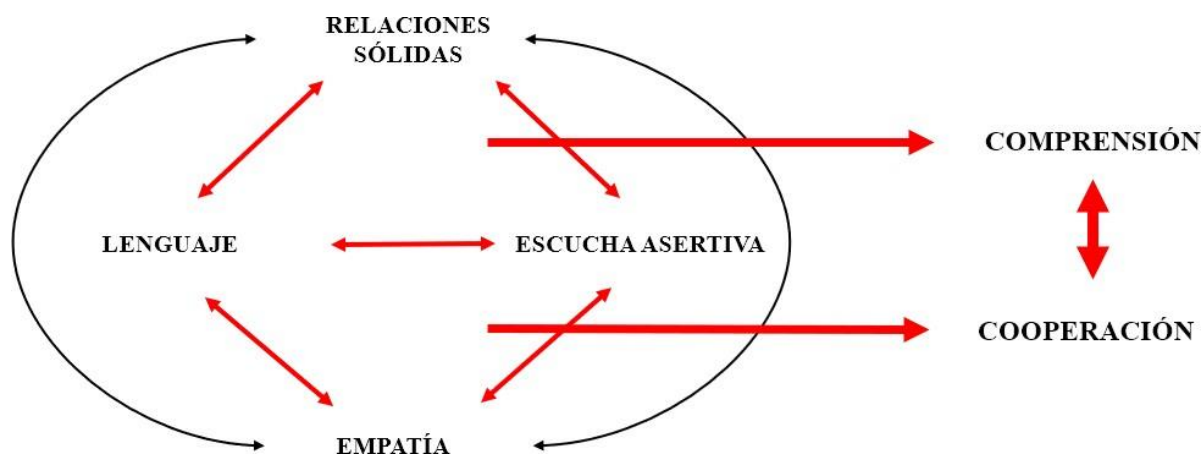 RELACIONES
SÓLIDAS
COMPRENSIÓN
LENGUAJE
ESCUCHA ASERTIVA
COOPERACIÓN
EMPATÍA